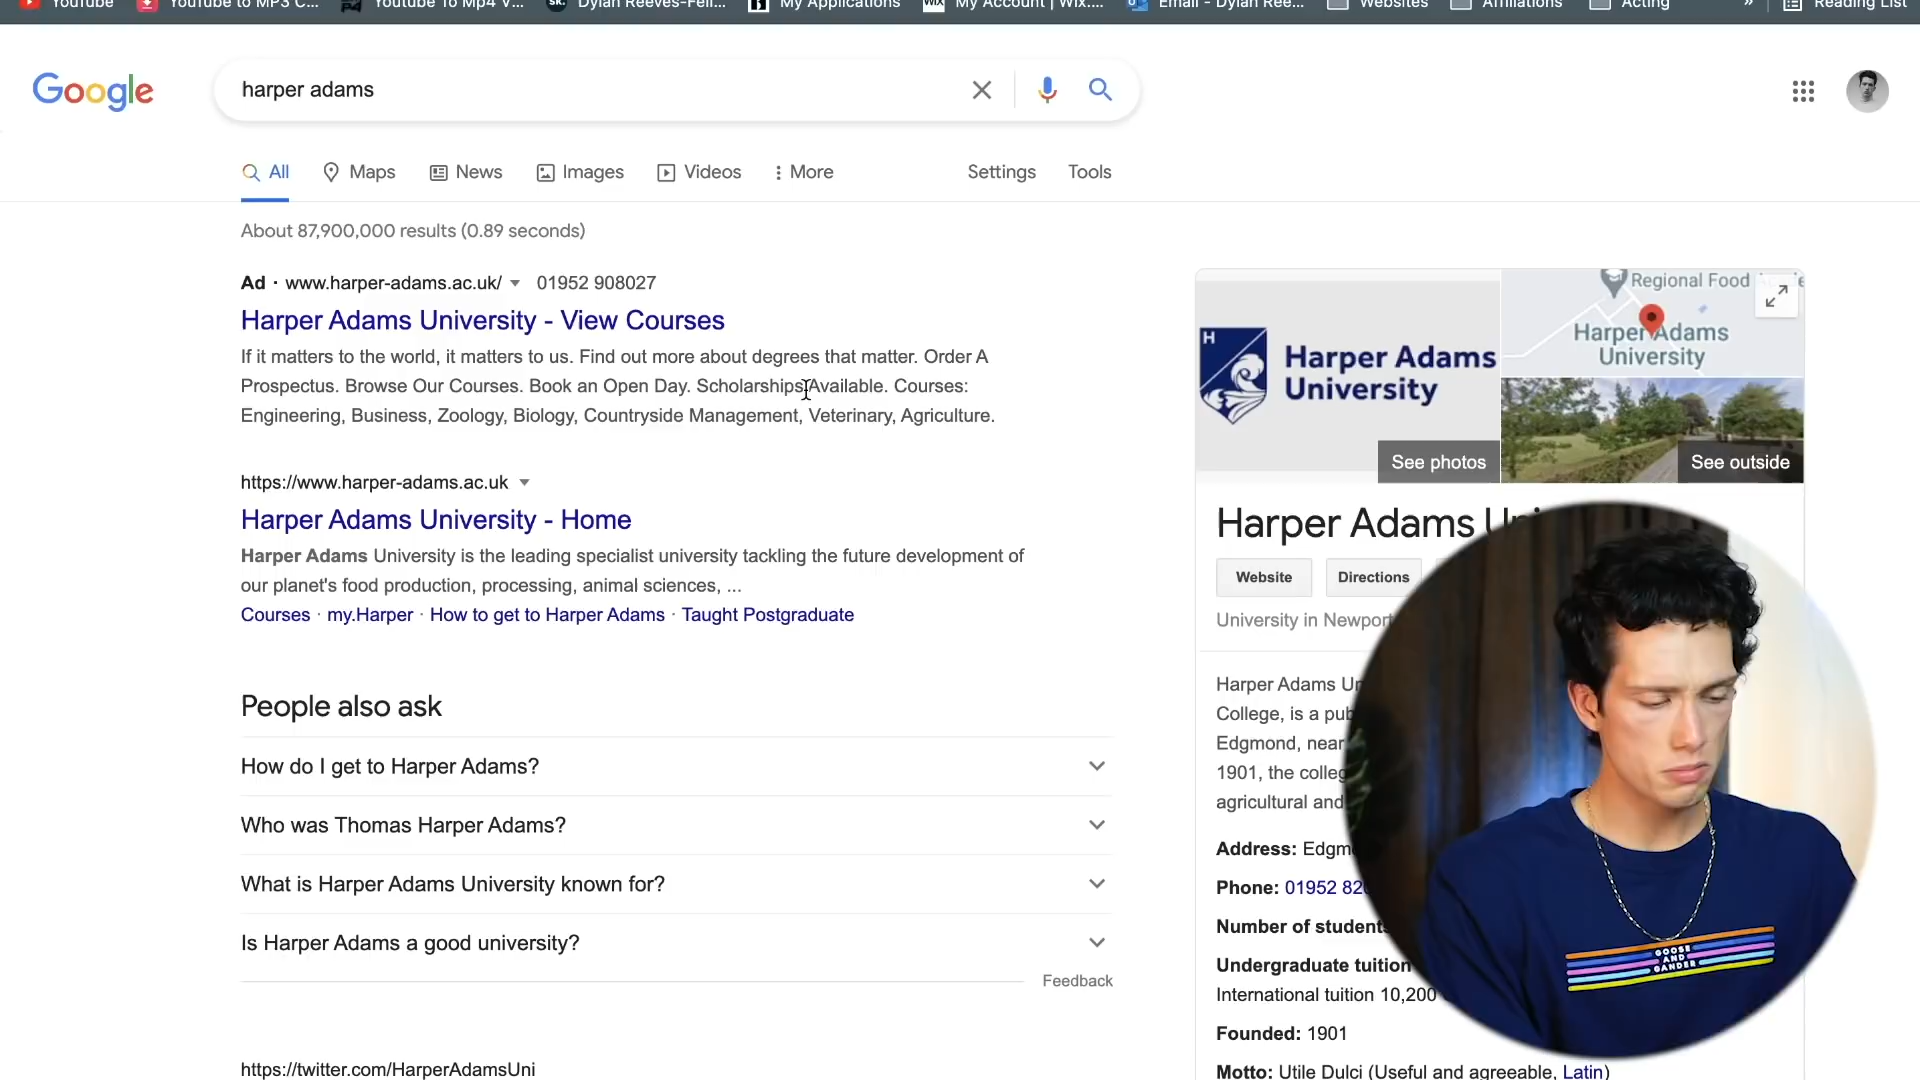 YouTube
YouTube to MP3 C...
YouTube To Mp4 V...
Dylan Reeves-Fell...
My Applications
WIX
My Account | Wix....
Email - Dylan Ree...
Websites
Affiliations
Acting
»
Reading List
Google
harper adams
All
Maps
News
Images
Videos
More
Settings
Tools
About 87,900,000 results (0.89 seconds)
Ad · www.harper-adams.ac.uk/ 01952 908027
Harper Adams University - View Courses
If it matters to the world, it matters to us. Find out more about degrees that matter. Order A
Prospectus. Browse Our Courses. Book an Open Day. Scholarships Available. Courses:
Engineering, Business, Zoology, Biology, Countryside Management, Veterinary, Agriculture.
https://www.harper-adams.ac.uk
Harper Adams University - Home
Harper Adams University is the leading specialist university tackling the future development of
our planet's food production, processing, animal sciences, ...
Courses · my.Harper · How to get to Harper Adams · Taught Postgraduate
People also ask
How do I get to Harper Adams?
Who was Thomas Harper Adams?
What is Harper Adams University known for?
Is Harper Adams a good university?
Feedback
https://twitter.com/HarperAdamsUni
H
Harper Adams
University
See photos
Regional Food
Harper Adams
University
See outside
Harper Adams
Website
Directions
University in Newport
Harper Adams
College, is a
Edgmond, near
1901, the
agricultural and
Address:
Phone: 01952
Number of students
Undergraduate tuition
International tuition 10,200
Founded: 1901
Motto: Utile Dulci (Useful and agreeable, Latin)
GOOSE
AND
GANDER